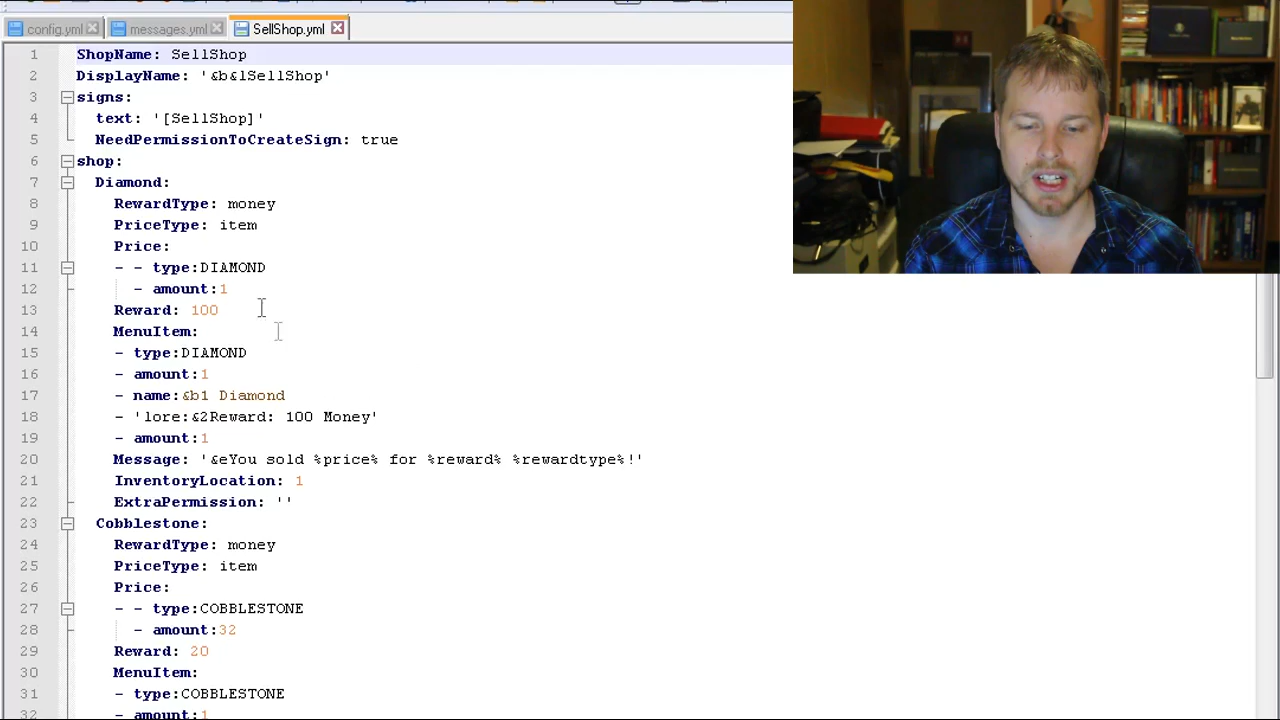 config.yml
messages.yml
SellShop.yml
1 ShopName: SellShop
2 DisplayName: '&b&lSellShop'
3 signs:
4 text: '[SellShop]'
5 NeedPermissionToCreateSign: true
6 shop:
7 Diamond:
8 RewardType: money
9 PriceType: item
10 Price:
11 - - type:DIAMOND
12 - amount:1
13 Reward: 100
14 MenuItem:
15 - type:DIAMOND
16 - amount:1
17 - name:&b1 Diamond
18 - 'lore:&2Reward: 100 Money'
19 - amount:1
20 Message: '&eYou sold %price% for %reward% %rewardtype%!'
21 InventoryLocation: 1
22 ExtraPermission: ''
23 Cobblestone:
24 RewardType: money
25 PriceType: item
26 Price:
27 - - type:COBBLESTONE
28 - amount:32
29 Reward: 20
30 MenuItem:
31 - type:COBBLESTONE
32 - amount:1